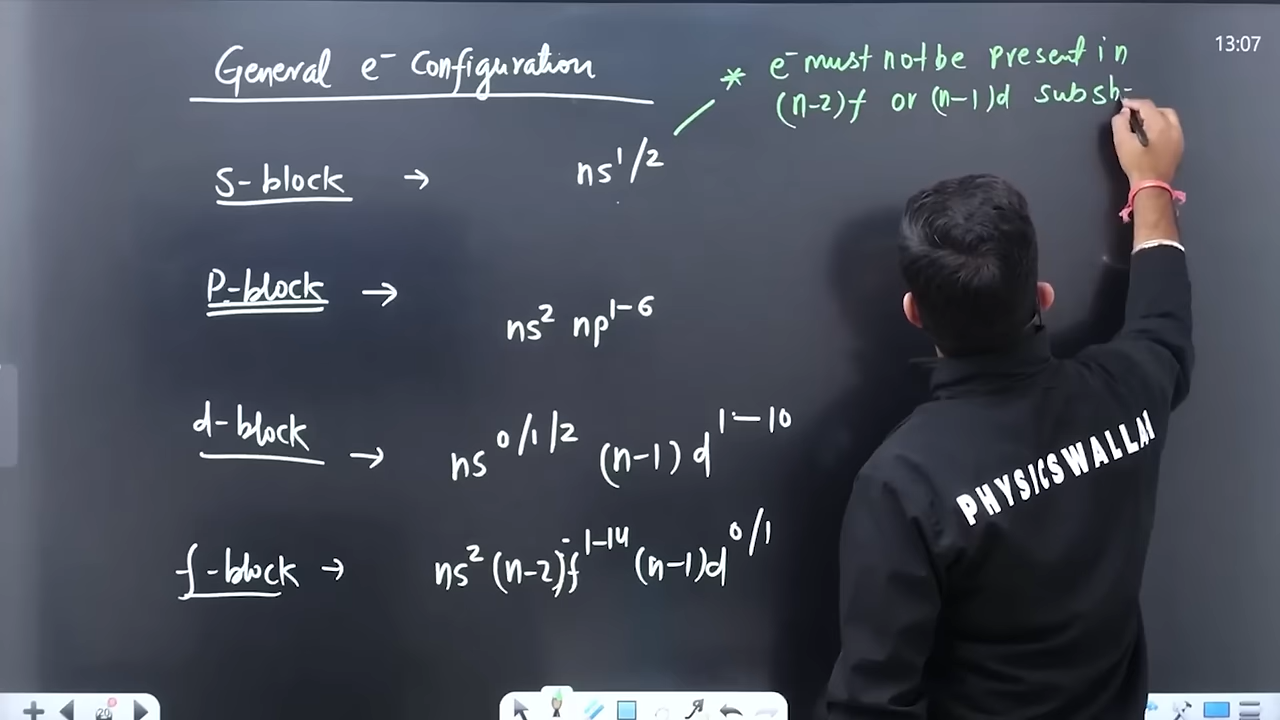 General e⁻ Configuration
* e⁻ must not be present in
(n-2)f or (n-1)d subsh
13:07
S-block → ns¹/²
P-block → ns² np¹⁻⁶
d-block → ns⁰/¹/² (n-1)d¹⁻¹⁰
f-block → ns² (n-2)f¹⁻¹⁴ (n-1)d⁰/¹
PHYSICSWALLAH
20